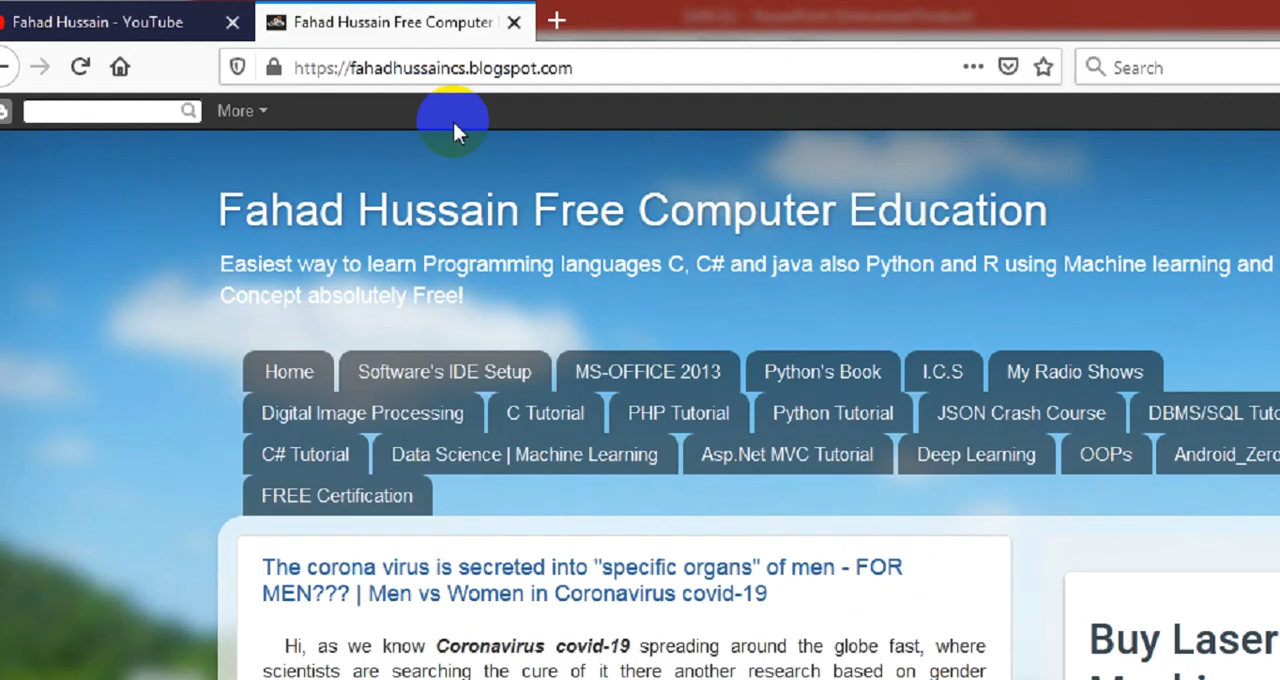 Fahad Hussain - YouTube
Fahad Hussain Free Computer
https://fahadhussaincs.blogspot.com
Search
More
Fahad Hussain Free Computer Education
Easiest way to learn Programming languages C, C# and java also Python and R using Machine learning and
Concept absolutely Free!
Home Software's IDE Setup MS-OFFICE 2013 Python's Book I.C.S My Radio Shows
Digital Image Processing C Tutorial PHP Tutorial Python Tutorial JSON Crash Course DBMS/SQL Tuto
C# Tutorial Data Science | Machine Learning Asp.Net MVC Tutorial Deep Learning OOPs Android_Zero
FREE Certification
The corona virus is secreted into "specific organs" of men - FOR
MEN??? | Men vs Women in Coronavirus covid-19
Hi, as we know Coronavirus covid-19 spreading around the globe fast, where
scientists are searching the cure of it there another research based on gender
Buy Laser